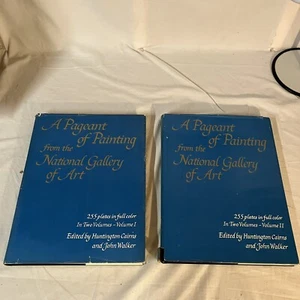 A Pageant
of Painting
from the
National Gallery
of Art
255 plates in full color
In Two Volumes - Volume I
Edited by Huntington Cairns
and John Walker
A Pageant
of Painting
from the
National Gallery
of Art
255 plates in full color
In Two Volumes - Volume II
Edited by Huntington Cairns
and John Walker